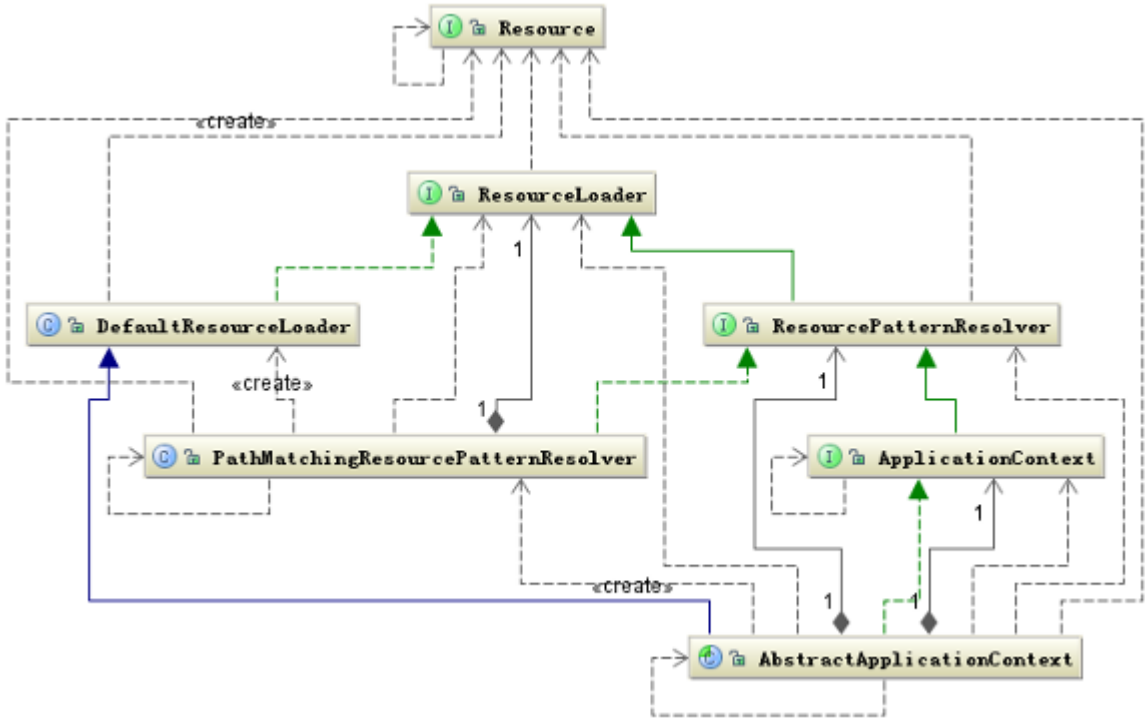 I Resource
«create»
I ResourceLoader
1
C DefaultResourceLoader
I ResourcePatternResolver
«create»
1
1
C PathMatchingResourcePatternResolver
I ApplicationContext
1
«create»
1
1
C AbstractApplicationContext